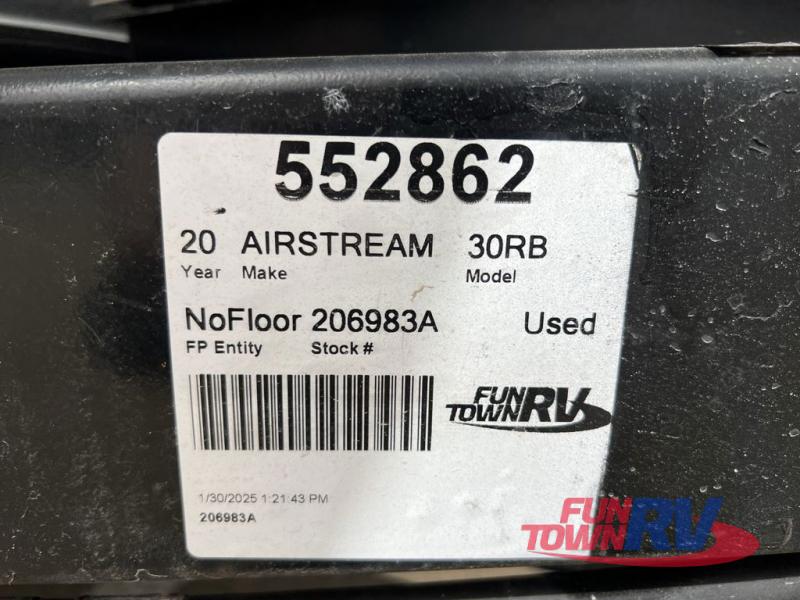 552862
20 AIRSTREAM 30RB
Year Make Model
NoFloor 206983A Used
FP Entity Stock #
FUN TOWN RV
1/30/2025 1:21:43 PM
206983A
FUN TOWN RV